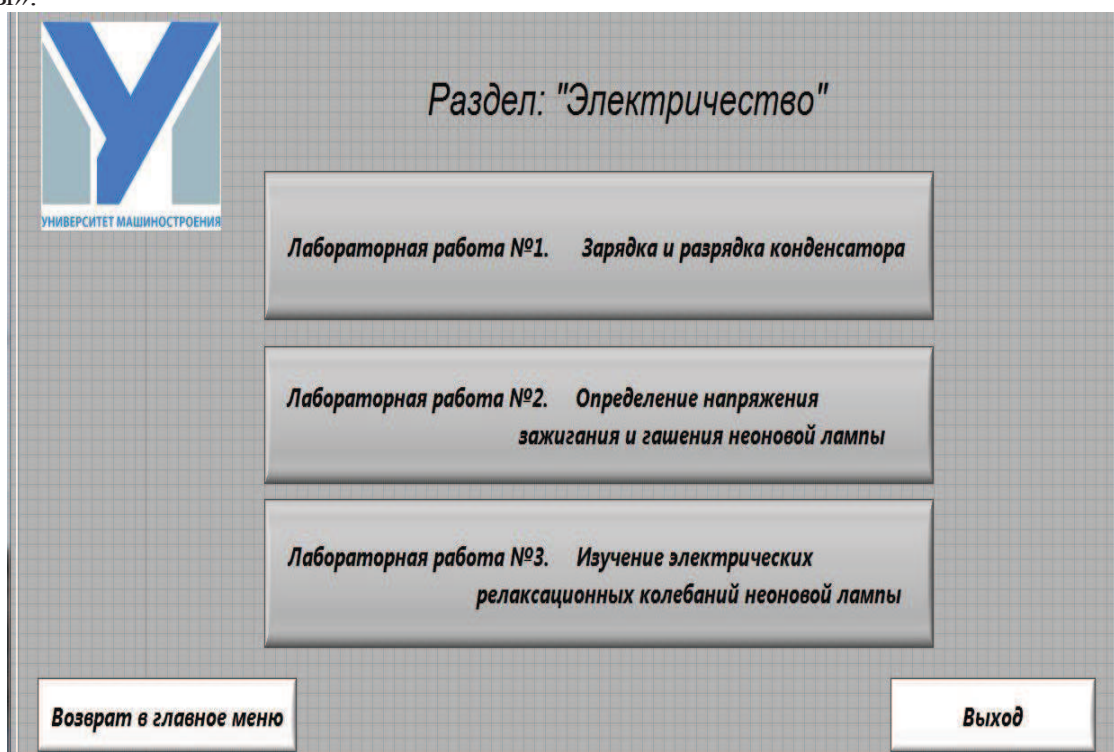 Раздел: "Электричество"
УНИВЕРСИТЕТ МАШИНОСТРОЕНИЯ
Лабораторная работа №1. Зарядка и разрядка конденсатора
Лабораторная работа №2. Определение напряжения
зажигания и гашения неоновой лампы
Лабораторная работа №3. Изучение электрических
релаксационных колебаний неоновой лампы
Возврат в главное меню
Выход